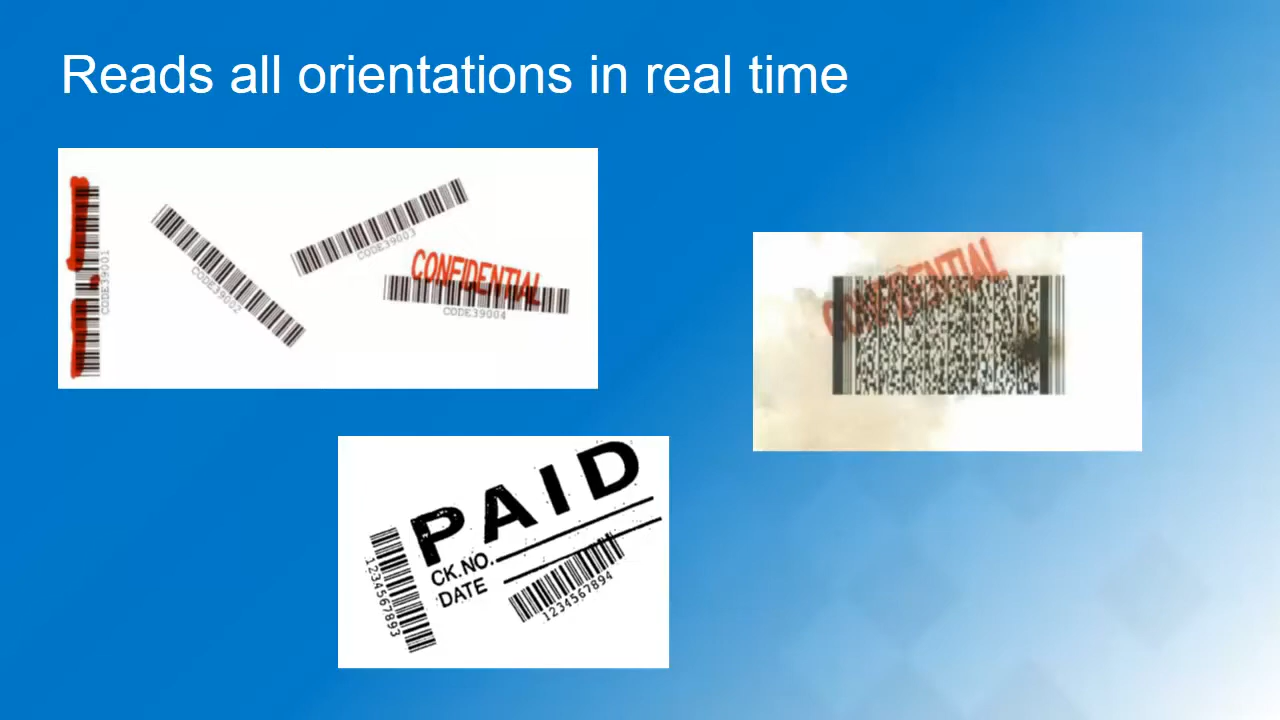 Reads all orientations in real time
CODE39001
CODE39002
CODE39003
CONFIDENTIAL
CODE39004
CONFIDENTIAL
PAID
CK.NO.
DATE
1234567893
1234567894